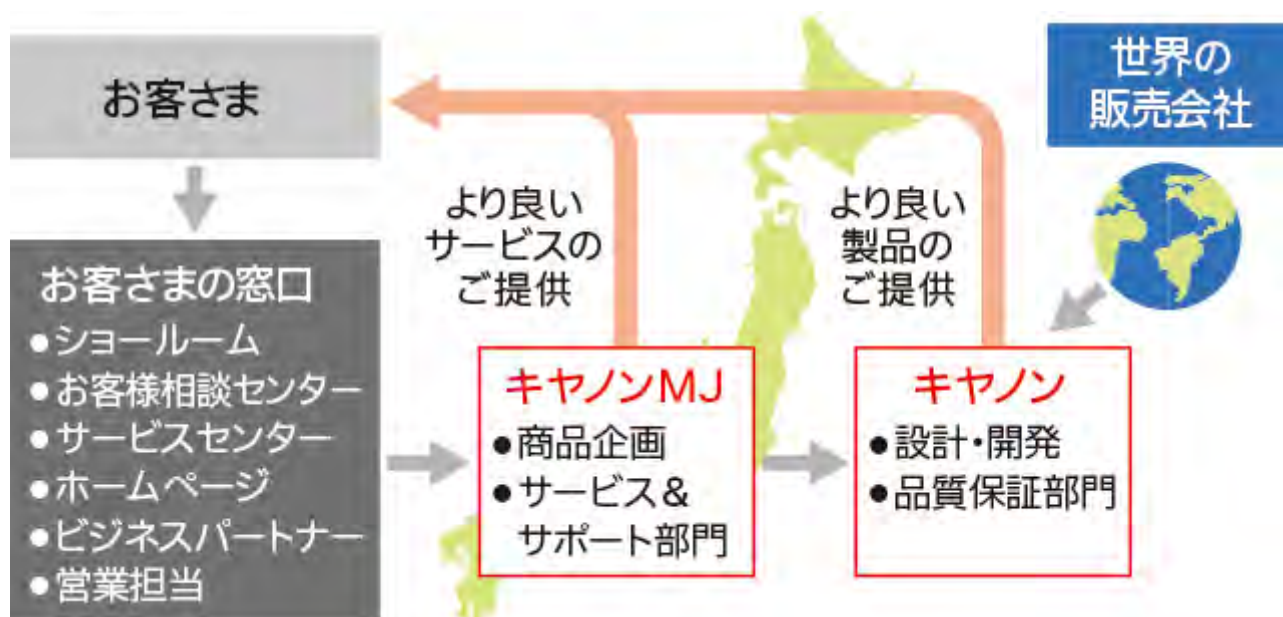 お客さま
世界の
販売会社
より良い
サービスの
ご提供
より良い
製品の
ご提供
お客さまの窓口
●ショールーム
●お客様相談センター
●サービスセンター
●ホームページ
●ビジネスパートナー
●営業担当
キヤノンMJ
●商品企画
●サービス&
サポート部門
キヤノン
●設計・開発
●品質保証部門